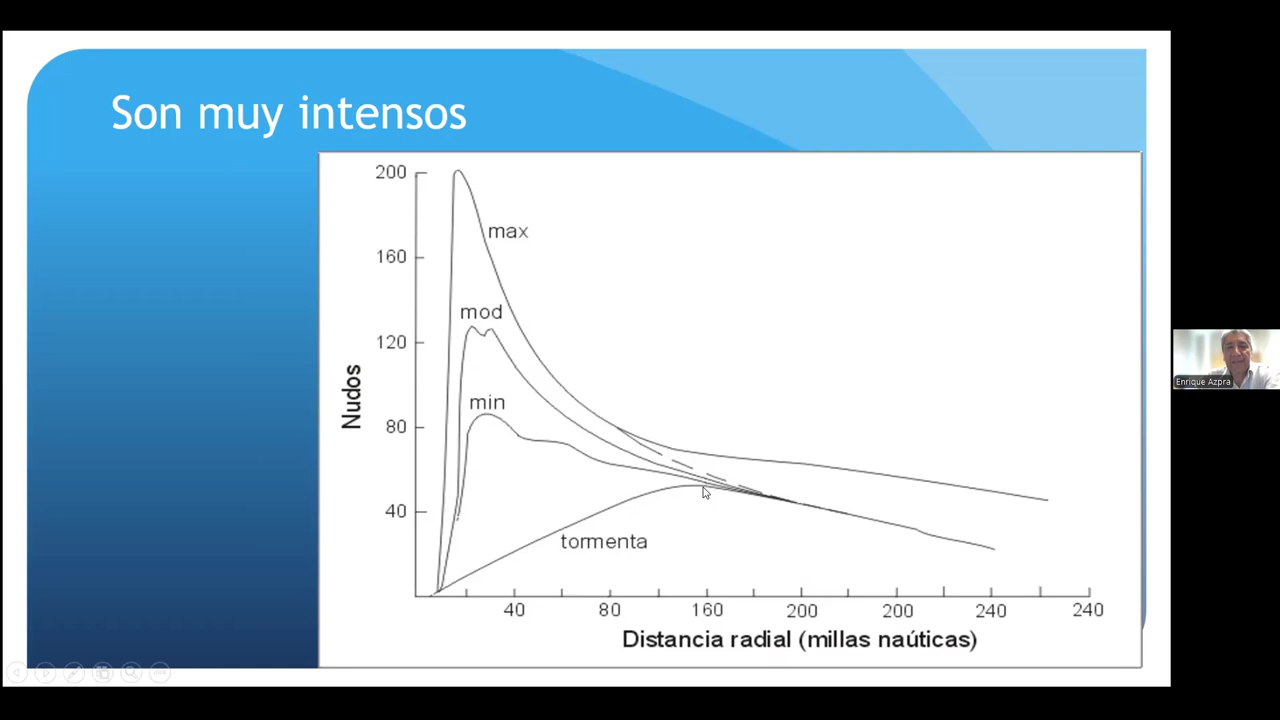 Son muy intensos
200
max
160
mod
120
min
Nudos
80
40
tormenta
40 80 160 200 200 240 240
Distancia radial (millas naúticas)
Enrique Azpra